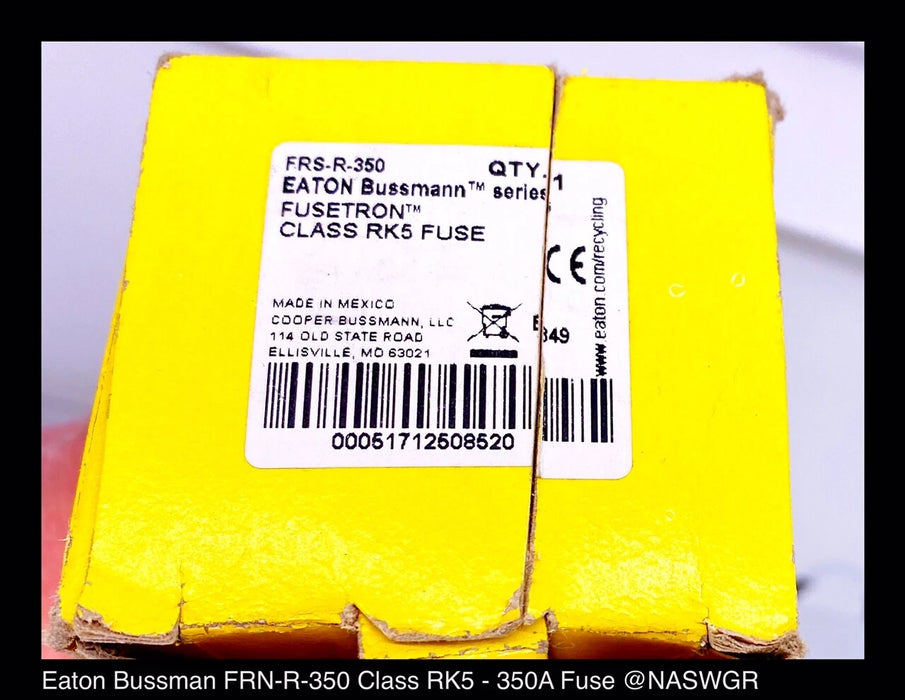 FRS-R-350 QTY. 1
EATON Bussmann™ series
FUSETRON™
CLASS RK5 FUSE
CE
MADE IN MEXICO
COOPER BUSSMANN, LLC
114 OLD STATE ROAD
ELLISVILLE, MO 63021
349
www.eaton.com/recycling
00051712508520
Eaton Bussman FRN-R-350 Class RK5 - 350A Fuse @NASWGR